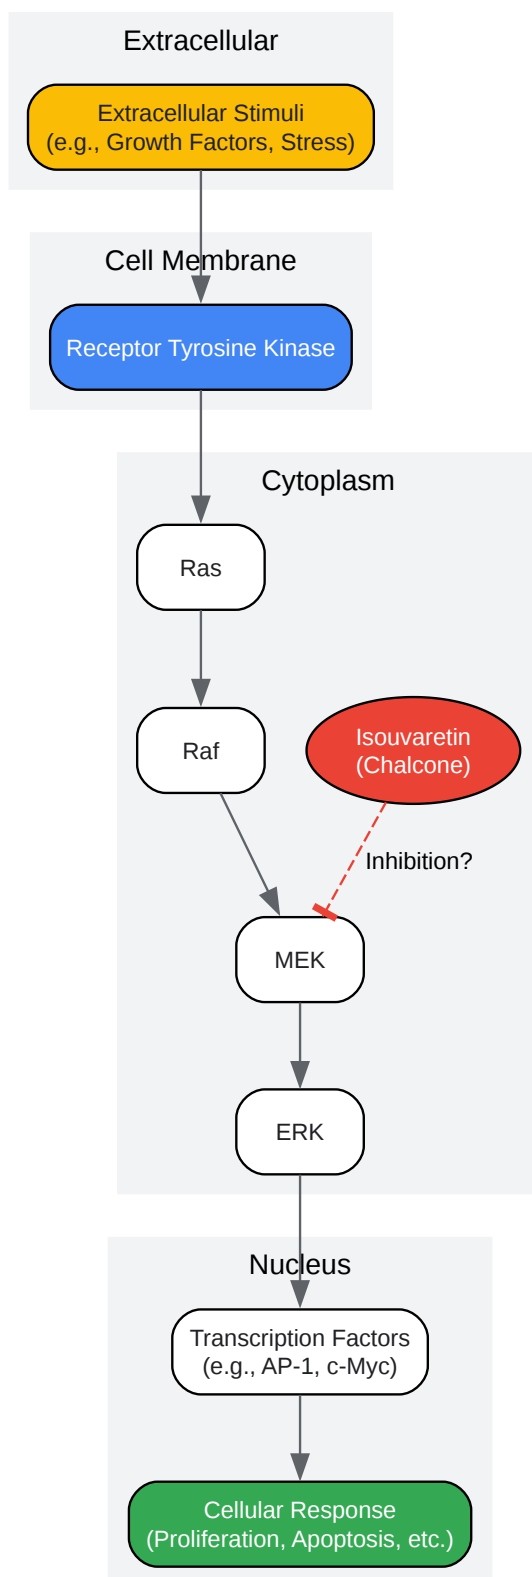 Extracellular
Extracellular Stimuli
(e.g., Growth Factors, Stress)
Cell Membrane
Receptor Tyrosine Kinase
Cytoplasm
Ras
Raf
Isouvaretin
(Chalcone)
Inhibition?
MEK
ERK
Nucleus
Transcription Factors
(e.g., AP-1, c-Myc)
Cellular Response
(Proliferation, Apoptosis, etc.)